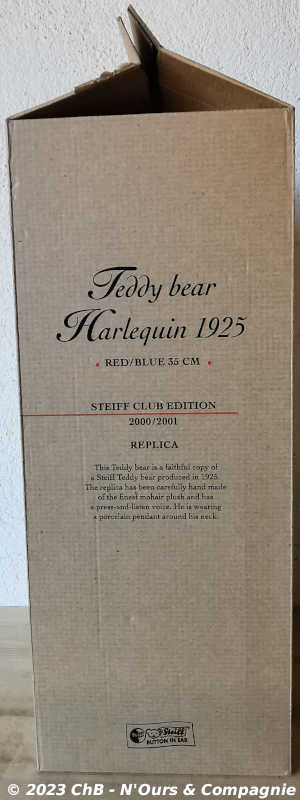 Teddy bear
Harlequin 1925
• RED/BLUE 35 CM •
STEIFF CLUB EDITION
2000/2001
REPLICA
This Teddy bear is a faithful copy of
a Steiff Teddy bear produced in 1925.
The replica has been carefully hand made
of the finest mohair plush and has
a press-and-listen voice. He is wearing
a porcelain pendant around his neck.
Steiff
BUTTON IN EAR
© 2023 ChB - N'Ours & Compagnie